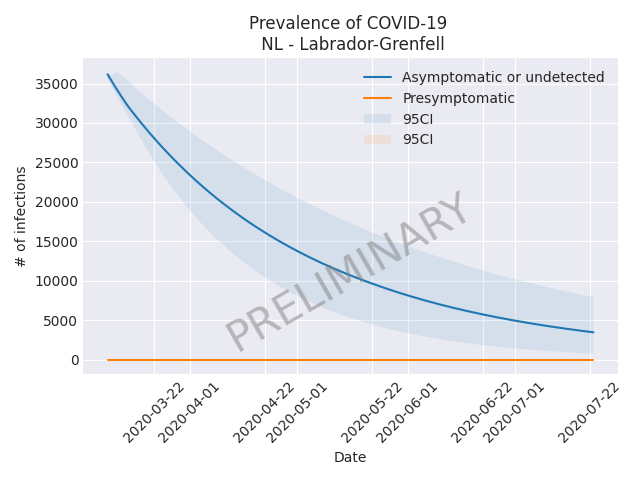 Prevalence of COVID-19
NL - Labrador-Grenfell
Asymptomatic or undetected
Presymptomatic
95CI
95CI
35000
30000
25000
20000
15000
10000
5000
0
# of infections
PRELIMINARY
2020-03-22
2020-04-01
2020-04-22
2020-05-01
2020-05-22
2020-06-01
2020-06-22
2020-07-01
2020-07-22
Date